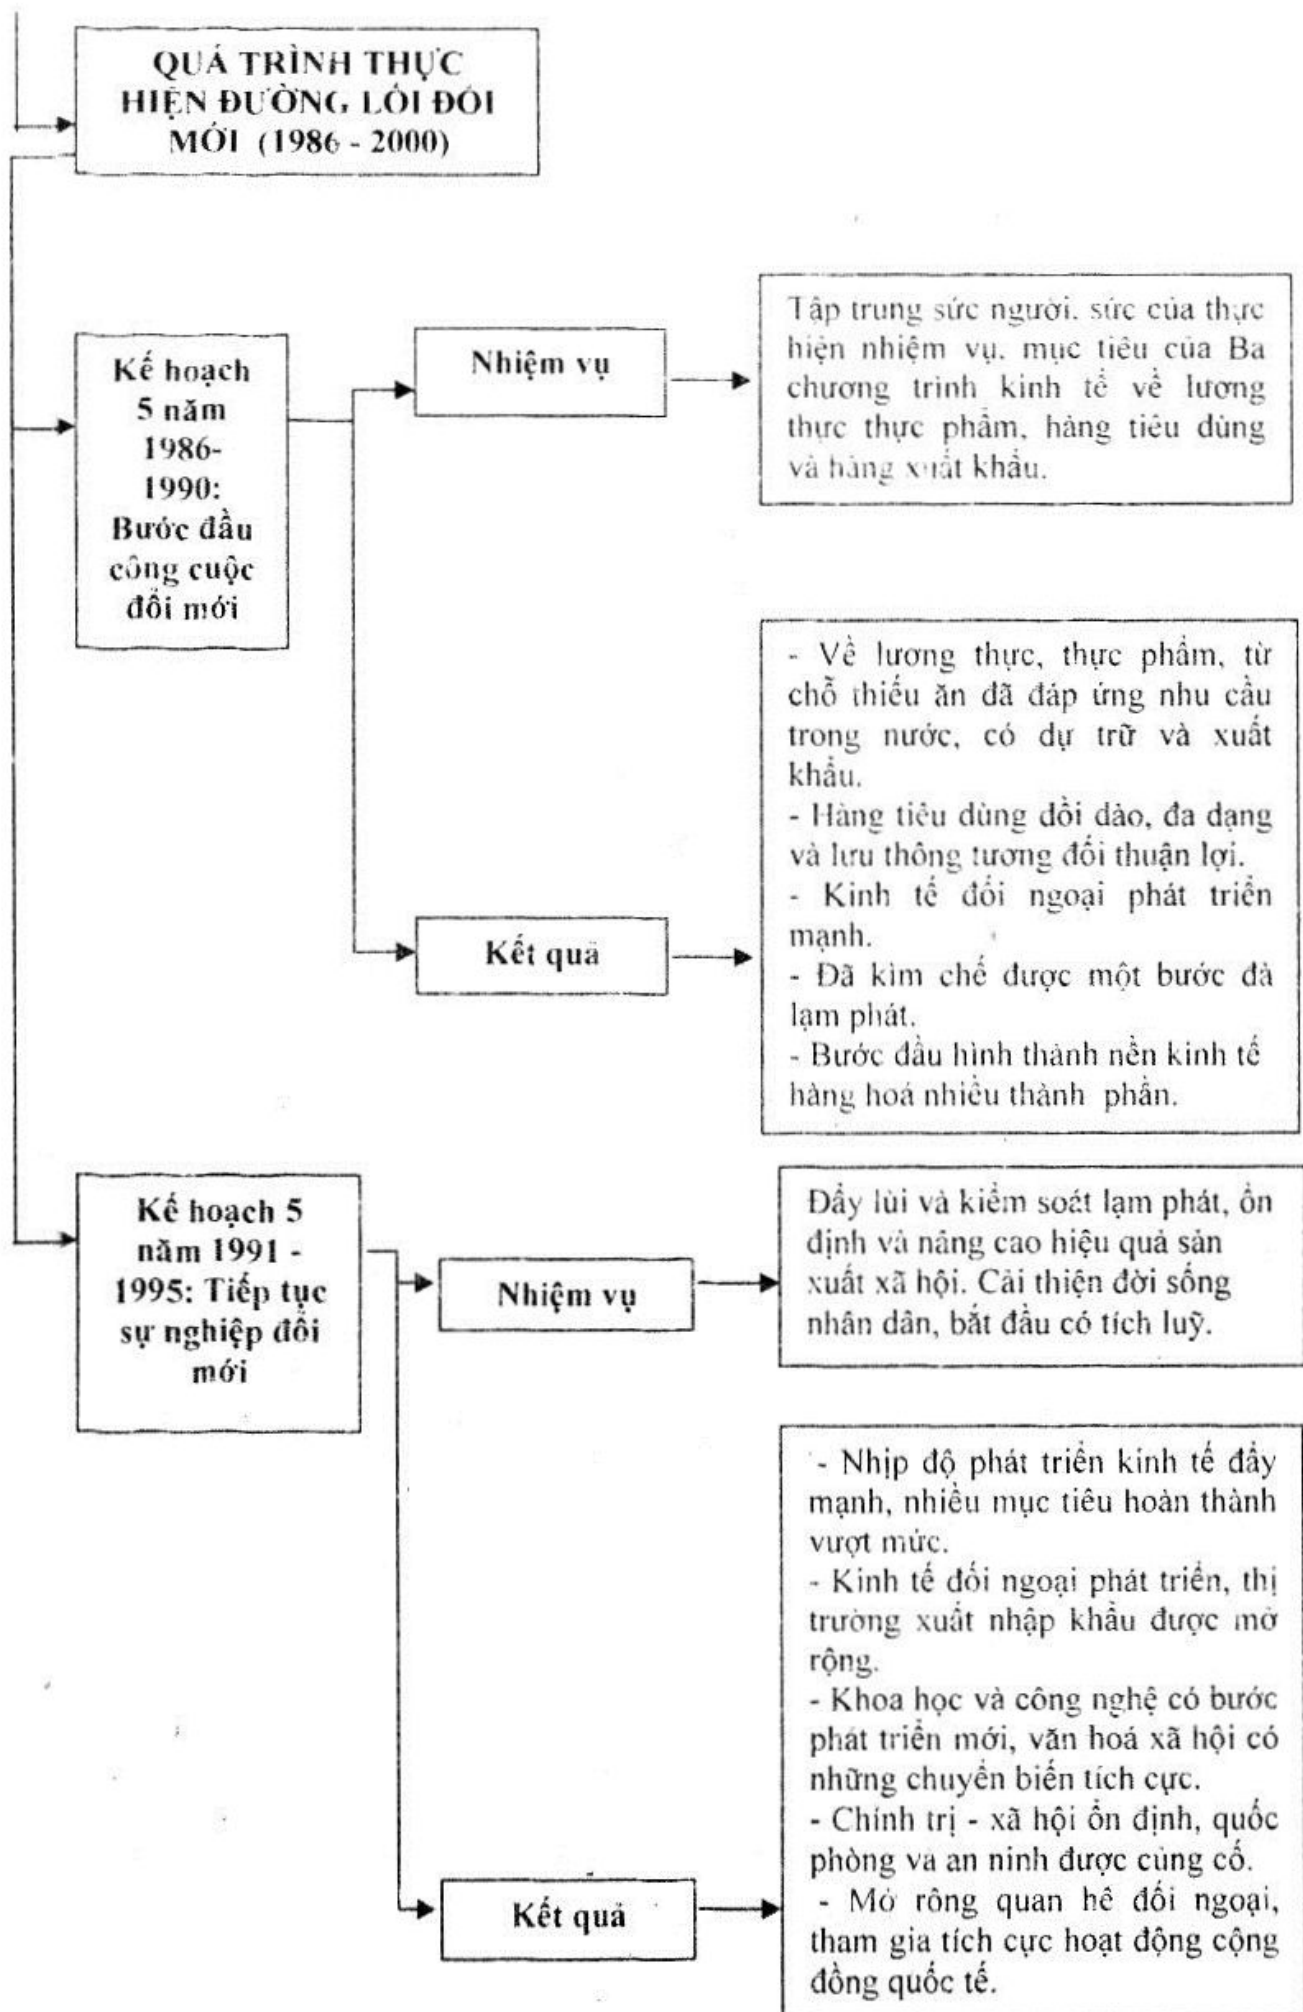 QUÁ TRÌNH THỰC
HIỆN ĐƯỜNG LỐI ĐỔI
MỚI (1986 - 2000)
Kế hoạch
5 năm
1986-
1990:
Bước đầu
công cuộc
đổi mới
Nhiệm vụ
Tập trung sức người, sức của thực
hiện nhiệm vụ, mục tiêu của Ba
chương trình kinh tế về lương
thực thực phẩm, hàng tiêu dùng
và hàng xuất khẩu.
Kết quả
- Về lương thực, thực phẩm, từ
chỗ thiếu ăn đã đáp ứng nhu cầu
trong nước, có dự trữ và xuất
khẩu.
- Hàng tiêu dùng dồi dào, đa dạng
và lưu thông tương đối thuận lợi.
- Kinh tế đối ngoại phát triển
mạnh.
- Đã kìm chế được một bước đà
lạm phát.
- Bước đầu hình thành nền kinh tế
hàng hoá nhiều thành phần.
Kế hoạch 5
năm 1991 -
1995: Tiếp tục
sự nghiệp đổi
mới
Nhiệm vụ
Đẩy lùi và kiểm soát lạm phát, ổn
định và nâng cao hiệu quả sản
xuất xã hội. Cải thiện đời sống
nhân dân, bắt đầu có tích luỹ.
Kết quả
- Nhịp độ phát triển kinh tế đẩy
mạnh, nhiều mục tiêu hoàn thành
vượt mức.
- Kinh tế đối ngoại phát triển, thị
trường xuất nhập khẩu được mở
rộng.
- Khoa học và công nghệ có bước
phát triển mới, văn hoá xã hội có
những chuyển biến tích cực.
- Chính trị - xã hội ổn định, quốc
phòng và an ninh được củng cố.
- Mở rộng quan hệ đối ngoại,
tham gia tích cực hoạt động cộng
đồng quốc tế.